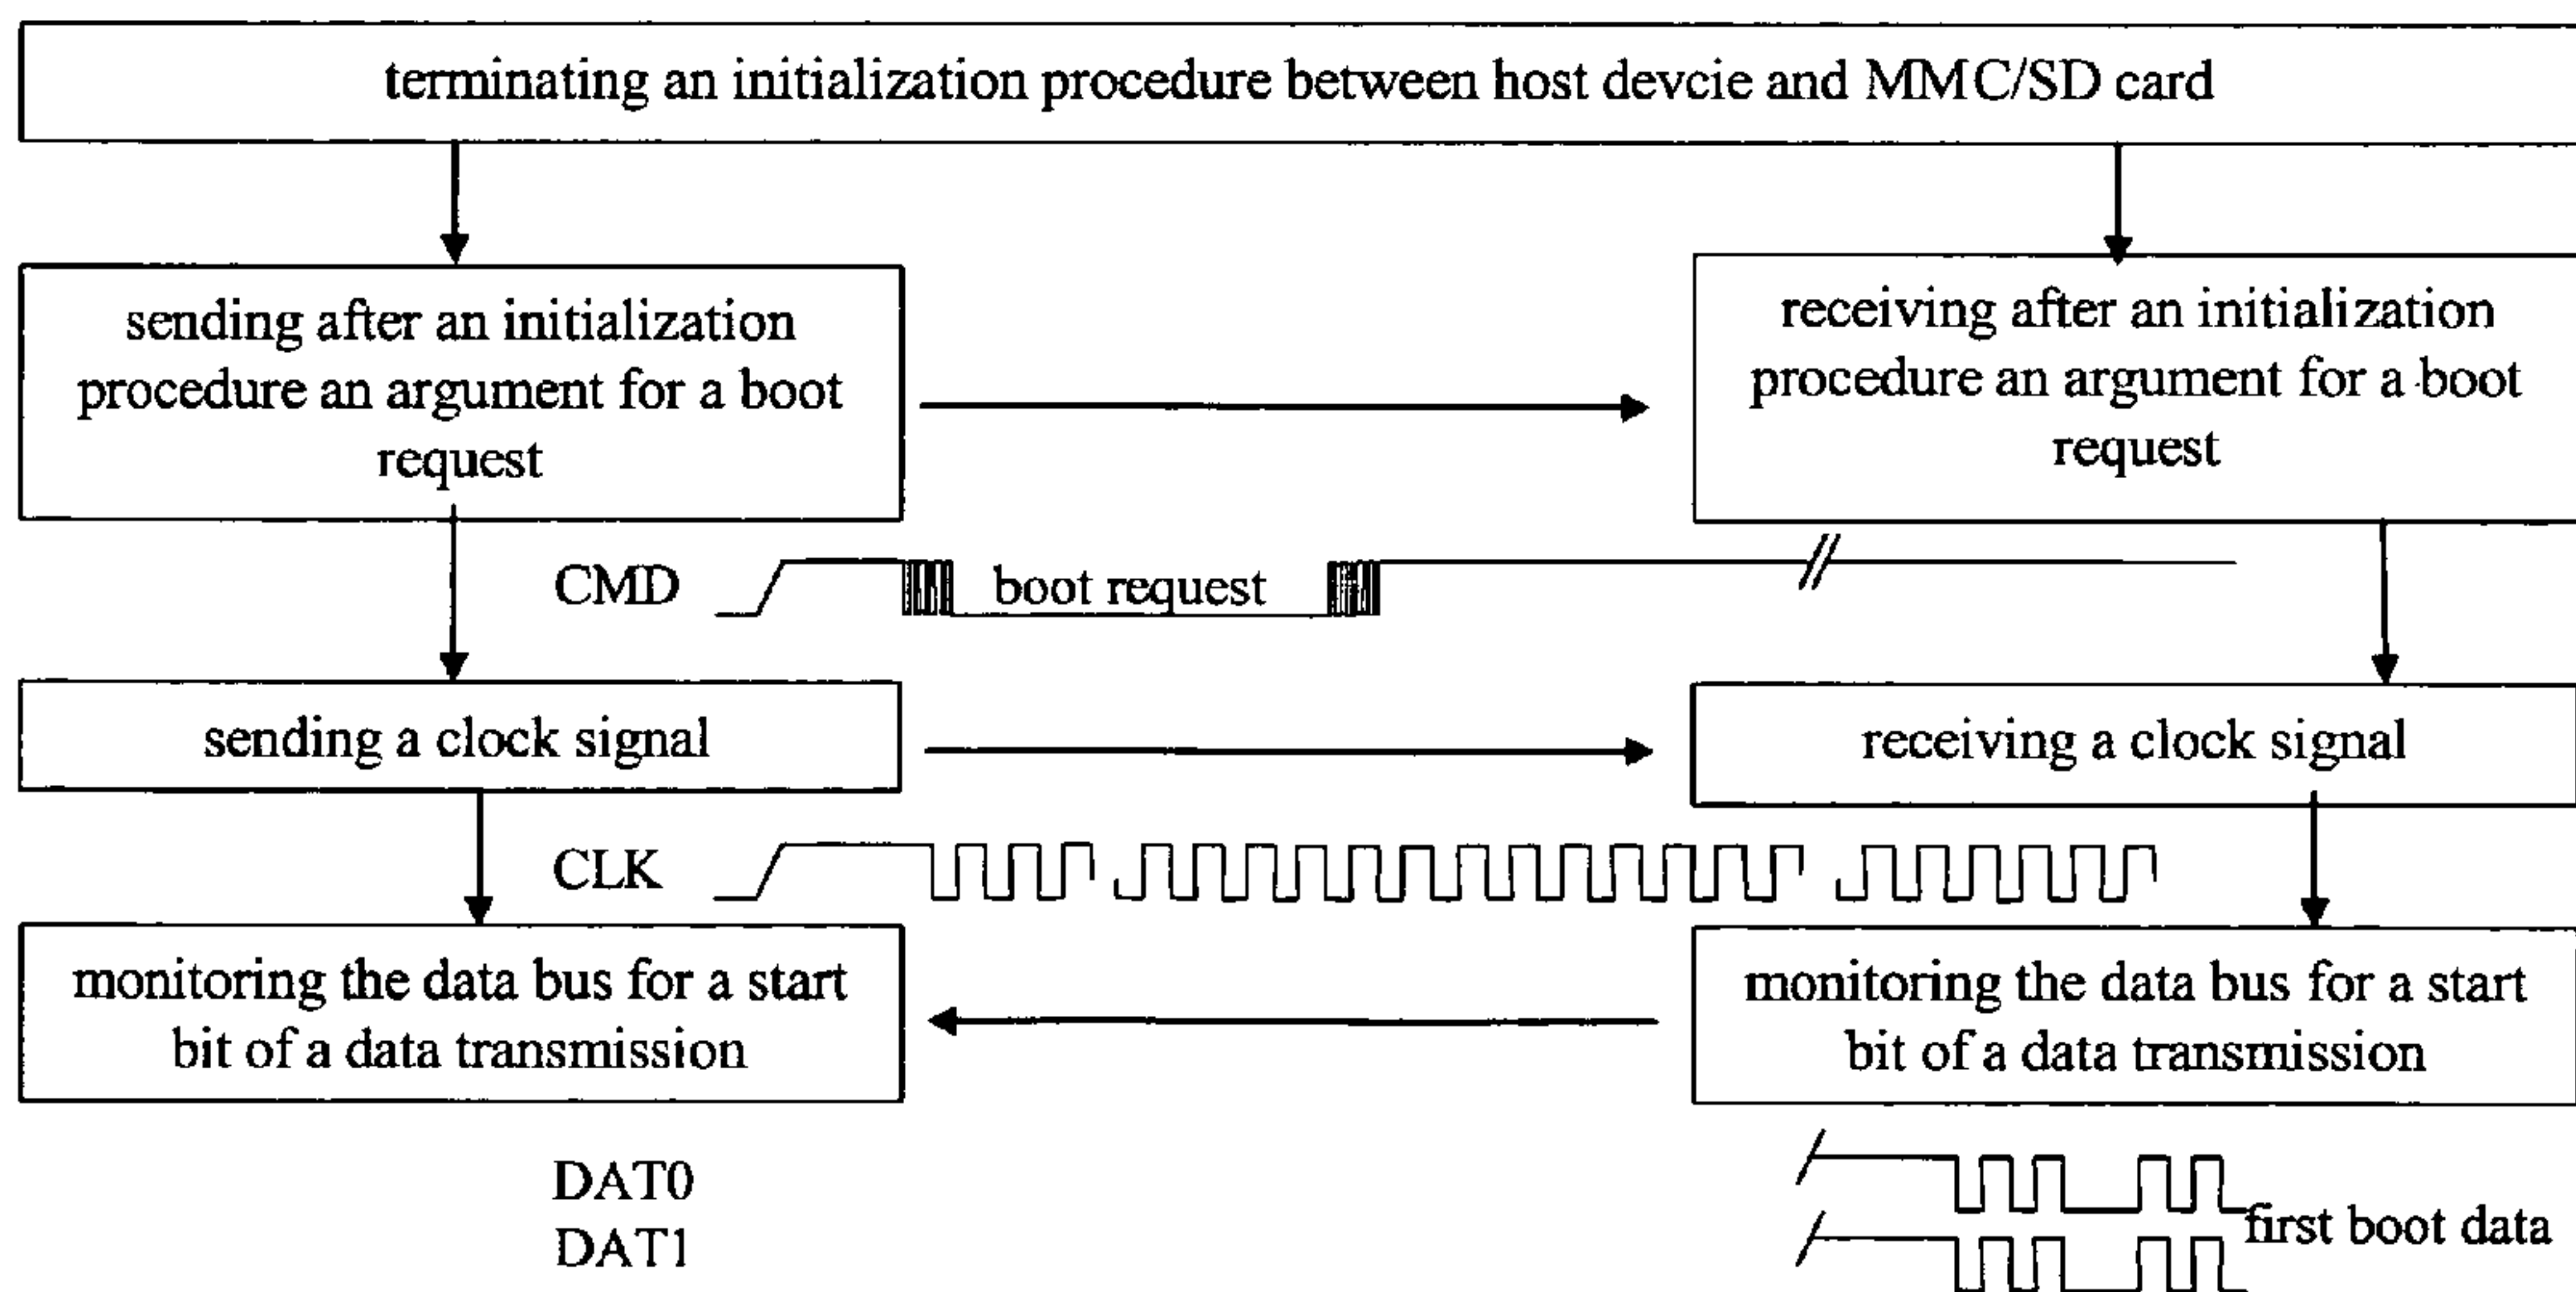 terminating an initialization procedure between host devcie and MMC/SD card
sending after an initialization
procedure an argument for a boot
request
receiving after an initialization
procedure an argument for a boot
request
CMD
boot request
sending a clock signal
receiving a clock signal
CLK
monitoring the data bus for a start
bit of a data transmission
monitoring the data bus for a start
bit of a data transmission
DAT0
DAT1
first boot data